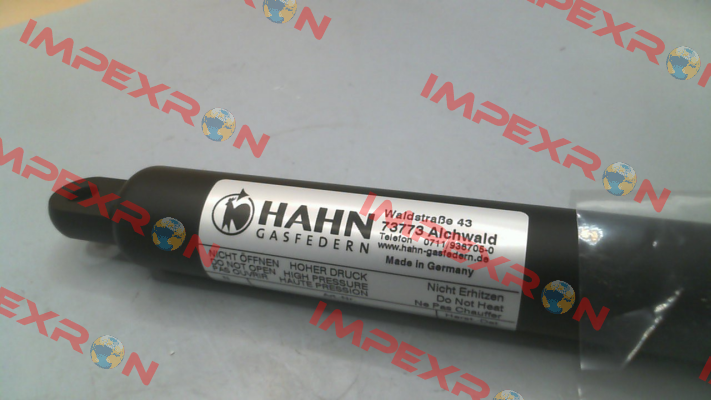 HAHN
GASFEDERN
Waldstraße 43
73773 Aichwald
Telefon 0711/936705-0
www.hahn-gasfedern.de
Made in Germany
NICHT ÖFFNEN HOHER DRUCK
DO NOT OPEN HIGH PRESSURE
PAS OUVRIR HAUTE PRESSION
Nicht Erhitzen
Do Not Heat
Ne Pas Chauffer
IMPEXRON
IMPEXRON
IMPEXRON
IMPEXRON
IMPEXRON
IMPEXRON